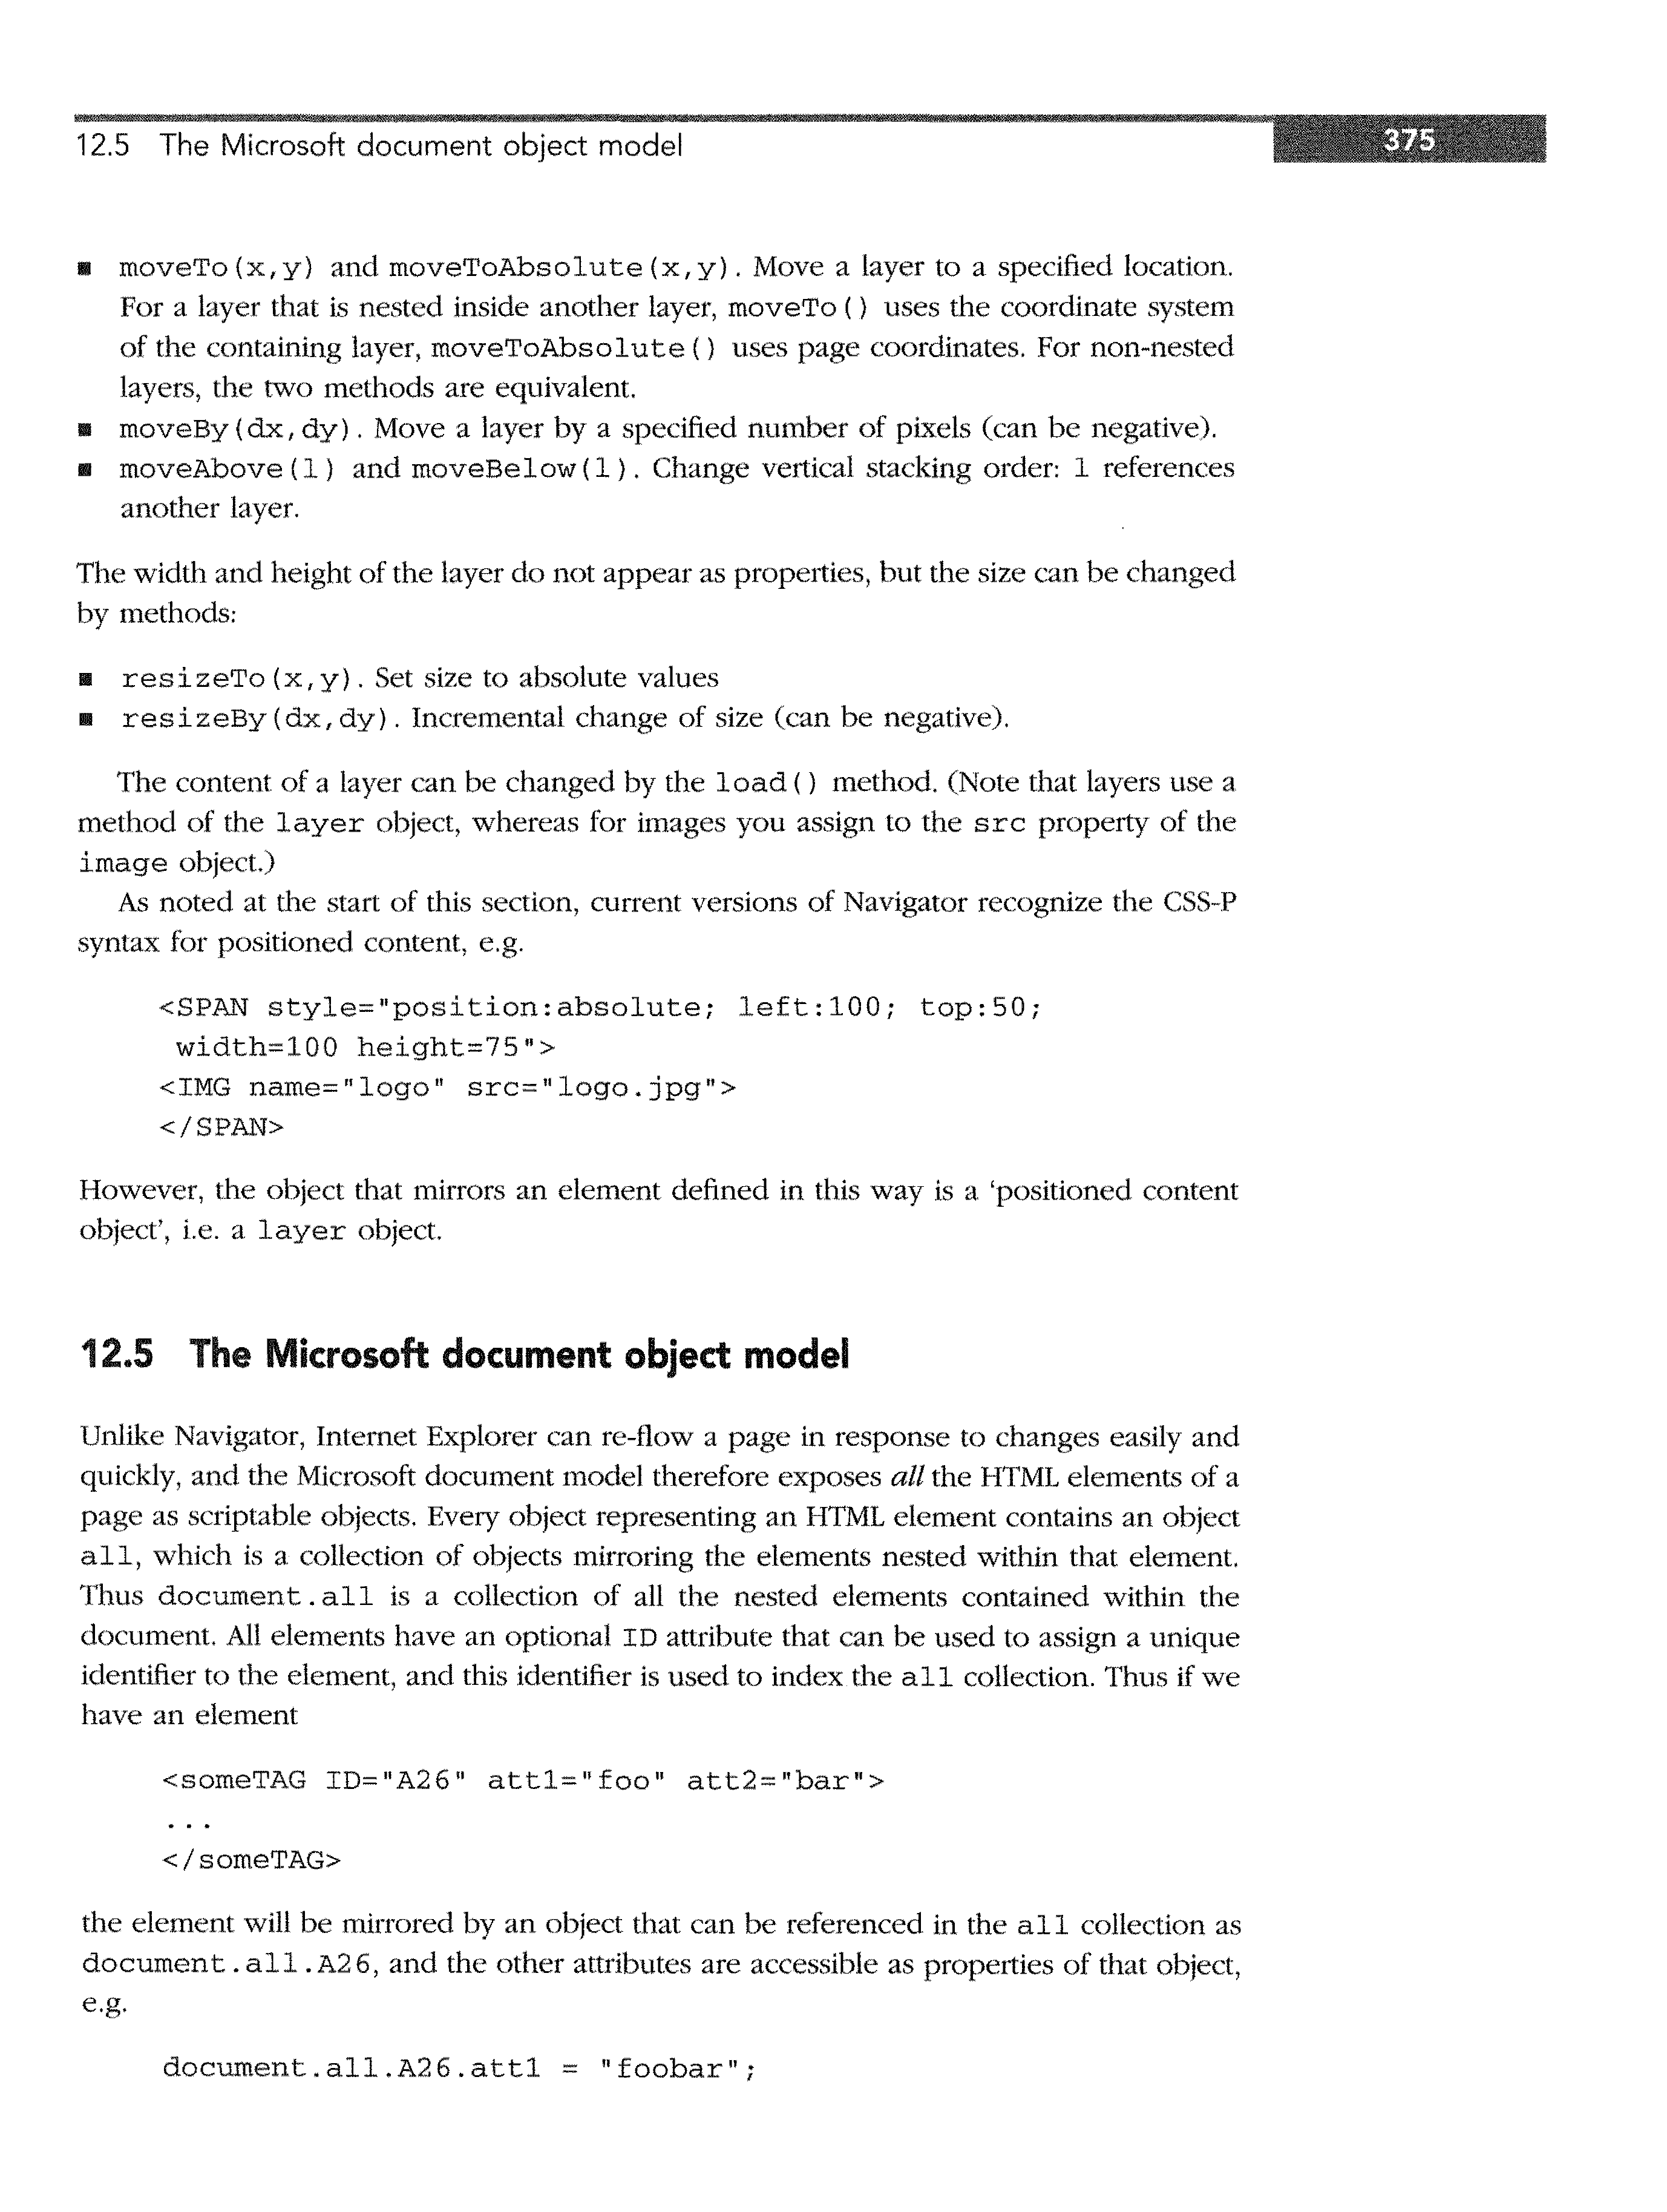 12.5 The Microsoft document object model
375
■ moveTo(x,y) and moveToAbsolute(x,y). Move a layer to a specified location.
For a layer that is nested inside another layer, moveTo() uses the coordinate system
of the containing layer, moveToAbsolute() uses page coordinates. For non-nested
layers, the two methods are equivalent.
■ moveBy(dx,dy). Move a layer by a specified number of pixels (can be negative).
■ moveAbove(l) and moveBelow(l). Change vertical stacking order: l references
another layer.
The width and height of the layer do not appear as properties, but the size can be changed
by methods:
■ resizeTo(x,y). Set size to absolute values
■ resizeBy(dx,dy). Incremental change of size (can be negative).
The content of a layer can be changed by the load() method. (Note that layers use a
method of the layer object, whereas for images you assign to the src property of the
image object.)
As noted at the start of this section, current versions of Navigator recognize the CSS-P
syntax for positioned content, e.g.
<SPAN style="position:absolute; left:100; top:50;
width=100 height=75">
<IMG name="logo" src="logo.jpg">
</SPAN>
However, the object that mirrors an element defined in this way is a ‘positioned content
object’, i.e. a layer object.
12.5 The Microsoft document object model
Unlike Navigator, Internet Explorer can re-flow a page in response to changes easily and
quickly, and the Microsoft document model therefore exposes all the HTML elements of a
page as scriptable objects. Every object representing an HTML element contains an object
all, which is a collection of objects mirroring the elements nested within that element.
Thus document.all is a collection of all the nested elements contained within the
document. All elements have an optional ID attribute that can be used to assign a unique
identifier to the element, and this identifier is used to index the all collection. Thus if we
have an element
<someTAG ID="A26" att1="foo" att2="bar">
...
</someTAG>
the element will be mirrored by an object that can be referenced in the all collection as
document.all.A26, and the other attributes are accessible as properties of that object,
e.g.
document.all.A26.att1 = "foobar";